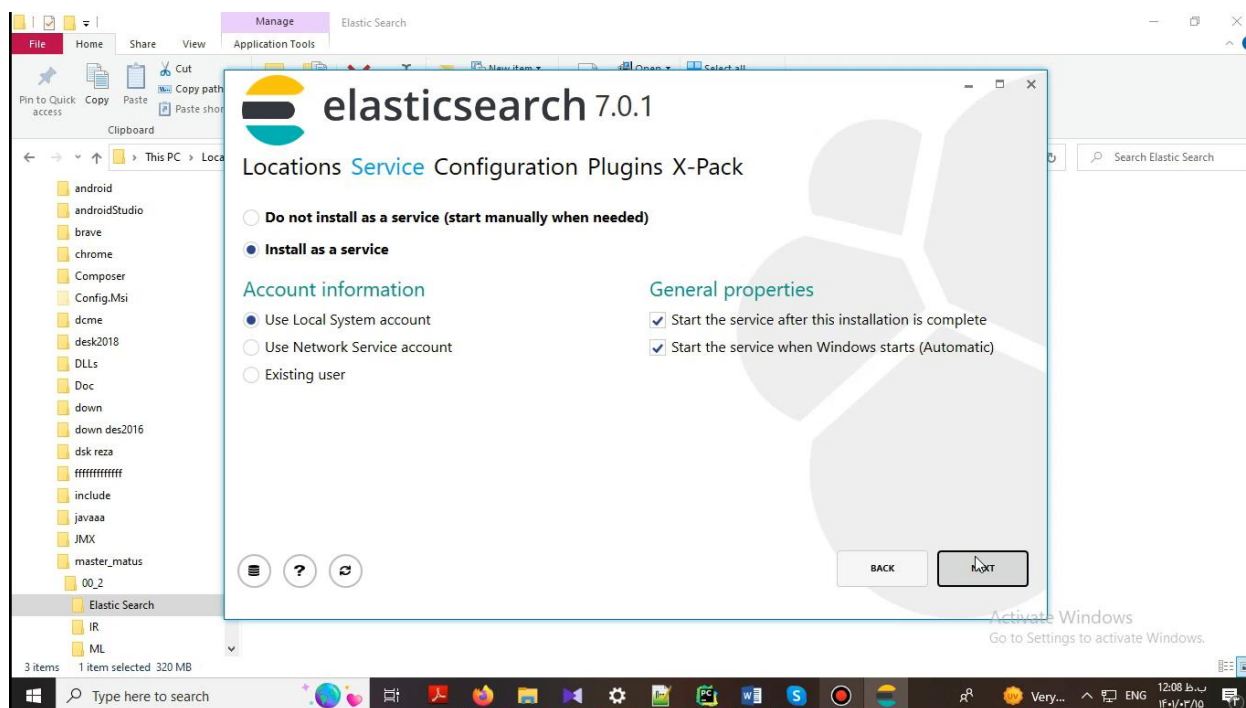 Manage
Elastic Search
File
Home
Share
View
Application Tools
Pin to Quick access
Copy
Paste
Cut
Copy path
Clipboard
New item
Open
Select all
This PC
Search Elastic Search
android
androidStudio
brave
chrome
Composer
Config.Msi
dcme
desk2018
DLLs
Doc
down
down des2016
dsk reza
include
javaaa
JMX
master_matus
00_2
Elastic Search
IR
ML
3 items
1 item selected 320 MB
elasticsearch 7.0.1
Locations Service Configuration Plugins X-Pack
Do not install as a service (start manually when needed)
Install as a service
Account information
Use Local System account
Use Network Service account
Existing user
General properties
Start the service after this installation is complete
Start the service when Windows starts (Automatic)
BACK
NEXT
Activate Windows
Go to Settings to activate Windows.
Type here to search
Very...
ENG
12:08 ب.ظ
۱۴۰۱/۰۳/۱۵